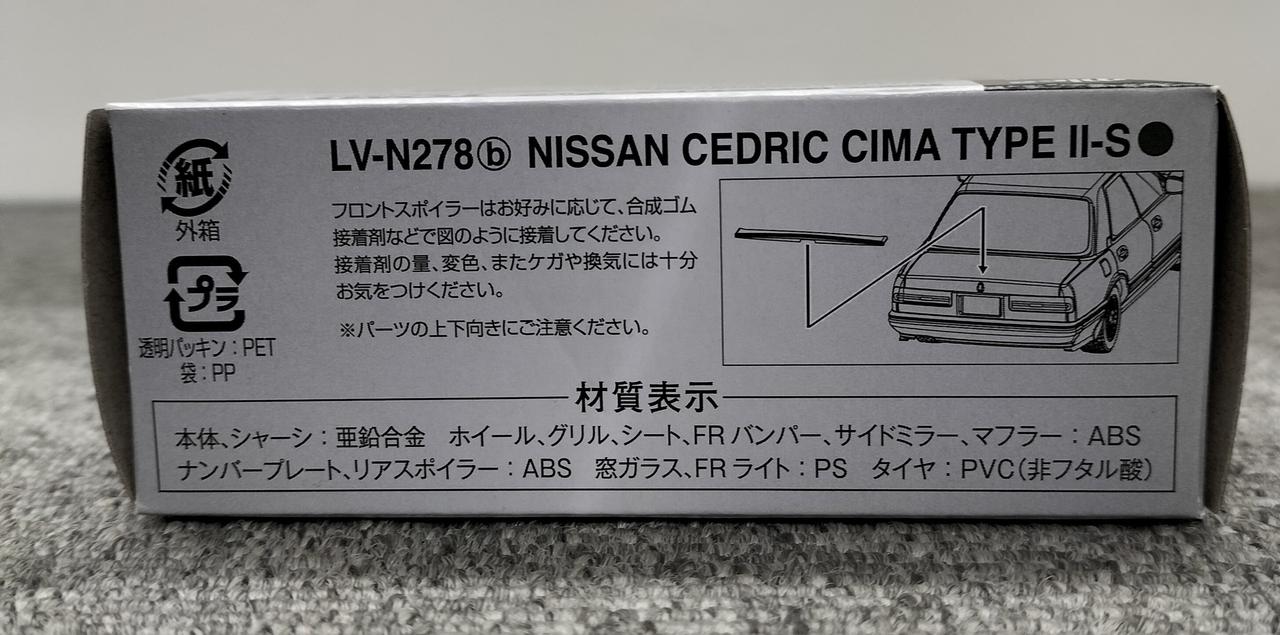 紙
外箱
プラ
透明パッキン：PET
袋：PP
LV-N278ⓑ NISSAN CEDRIC CIMA TYPE II-S●
フロントスポイラーはお好みに応じて、合成ゴム
接着剤などで図のように接着してください。
接着剤の量、変色、またケガや換気には十分
お気をつけください。
※パーツの上下向きにご注意ください。
材質表示
本体、シャーシ：亜鉛合金　ホイール、グリル、シート、FRバンパー、サイドミラー、マフラー：ABS
ナンバープレート、リアスポイラー：ABS　窓ガラス、FRライト：PS　タイヤ：PVC（非フタル酸）